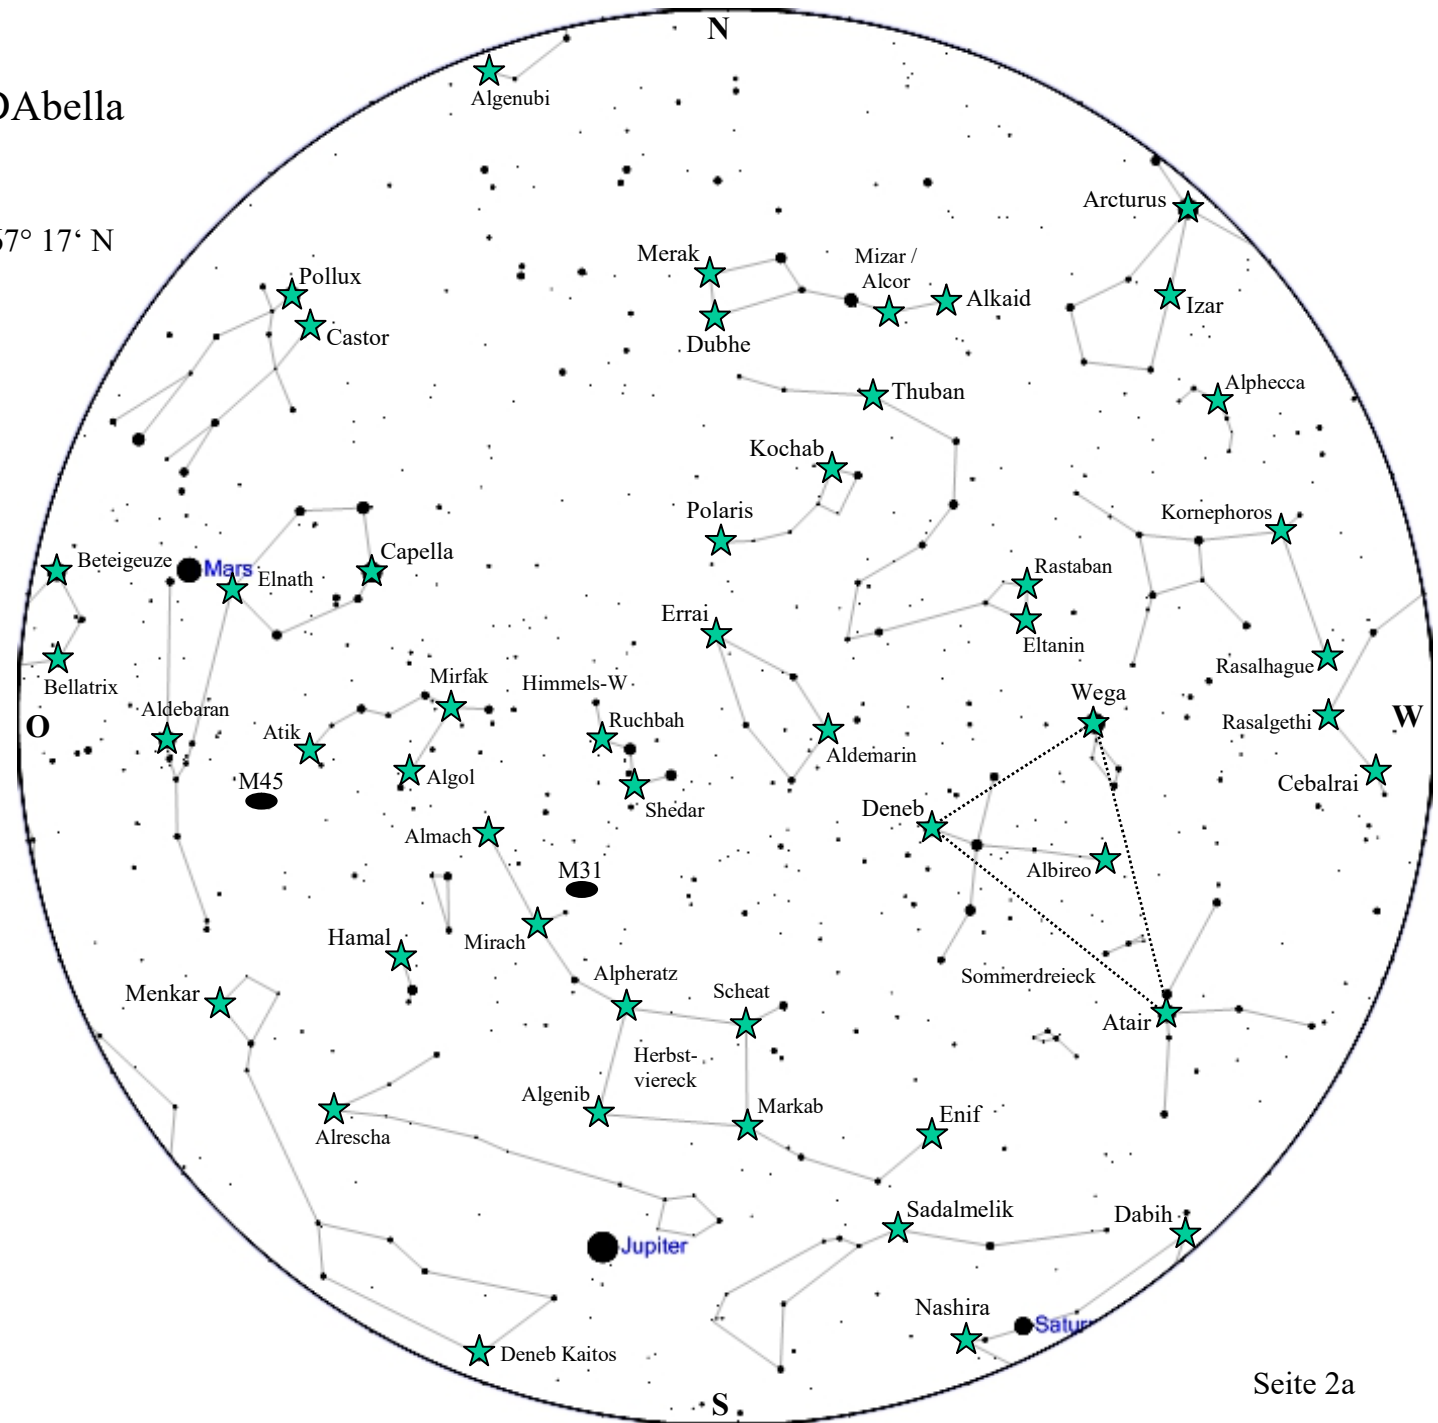 N
Algenubi
DAbella
Arcturus
7° 17‘ N
Merak
Mizar /
Alcor
Pollux
Alkaid
Izar
Castor
Dubhe
Alphecca
Thuban
Kochab
Polaris
Kornephoros
Capella
Beteigeuze
Mars
Elnath
Rastaban
Errai
Eltanin
Rasalhague
Bellatrix
Mirfak
Himmels-W
Wega
Aldebaran
Ruchbah
O
Atik
W
Rasalgethi
Aldemarin
Algol
M45
Cebalrai
Shedar
Deneb
Almach
M31
Albireo
Hamal
Mirach
Alpheratz
Sommerdreieck
Menkar
Scheat
Atair
Herbst-
viereck
Algenib
Markab
Enif
Alrescha
Sadalmelik
Dabih
Jupiter
Nashira
Saturn
Deneb Kaitos
Seite 2a
S